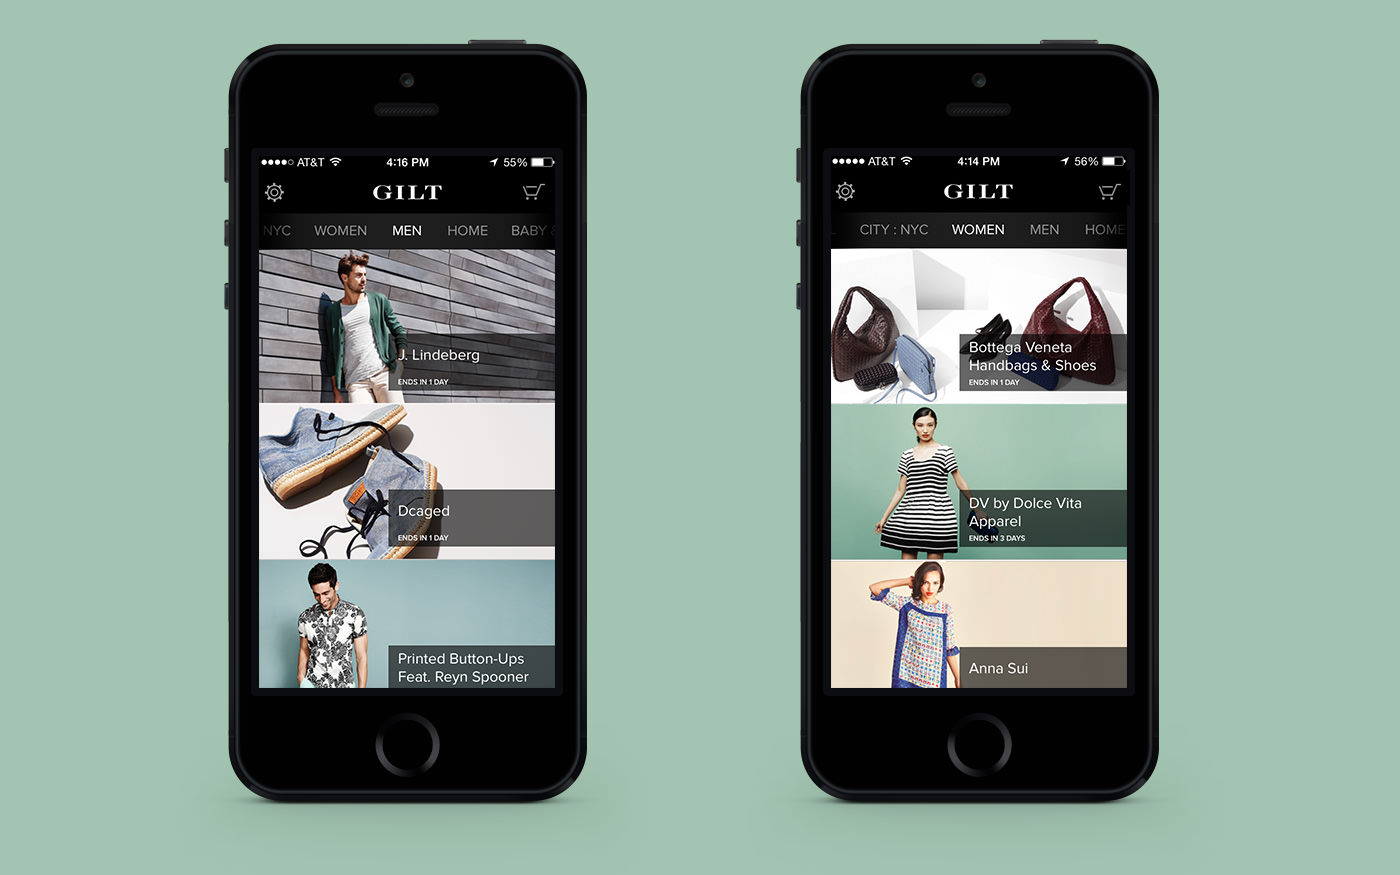 AT&T
4:16 PM
55%
GILT
NYC WOMEN MEN HOME BABY &
J. Lindeberg
ENDS IN 1 DAY
Dcaged
ENDS IN 1 DAY
Printed Button-Ups
Feat. Reyn Spooner
AT&T
4:14 PM
56%
GILT
L CITY : NYC WOMEN MEN HOME
Bottega Veneta
Handbags & Shoes
ENDS IN 1 DAY
DV by Dolce Vita
Apparel
ENDS IN 3 DAYS
Anna Sui